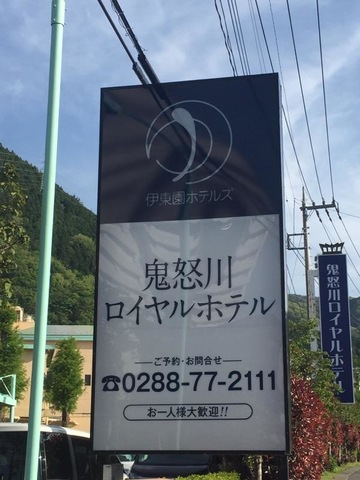 伊東園ホテルズ
鬼怒川
ロイヤルホテル
ご予約・お問合せ
☎0288-77-2111
お一人様大歓迎!!
鬼怒川ロイヤルホテル